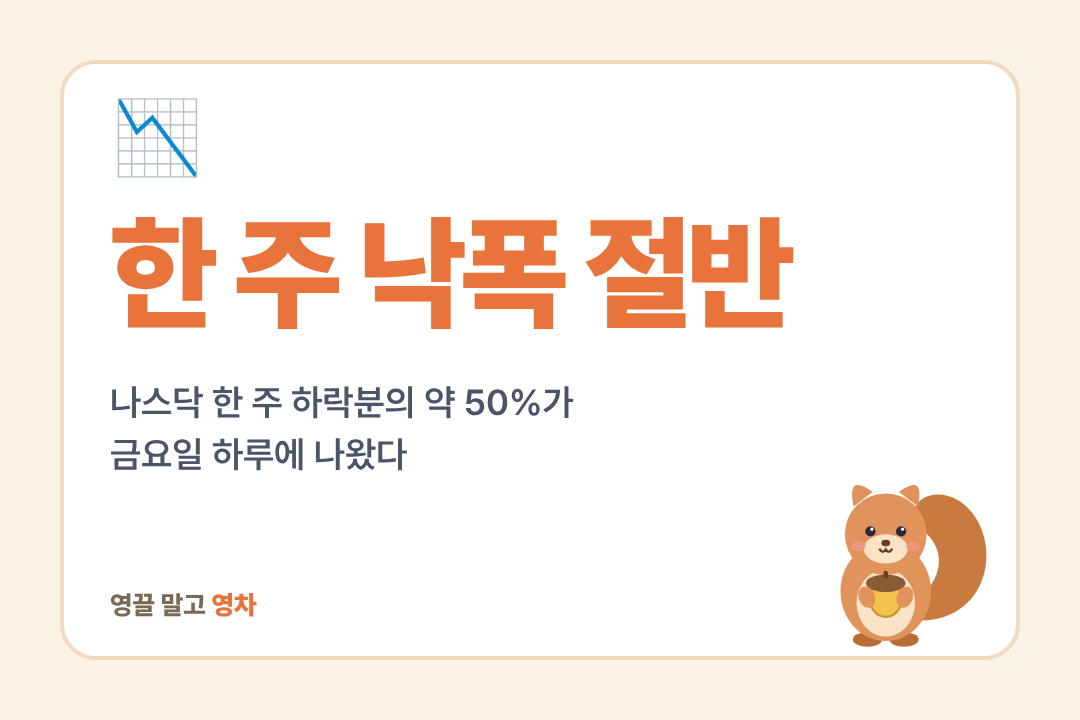 한 주 낙폭 절반
나스닥 한 주 하락분의 약 50%가
금요일 하루에 나왔다
영끌 말고 영차